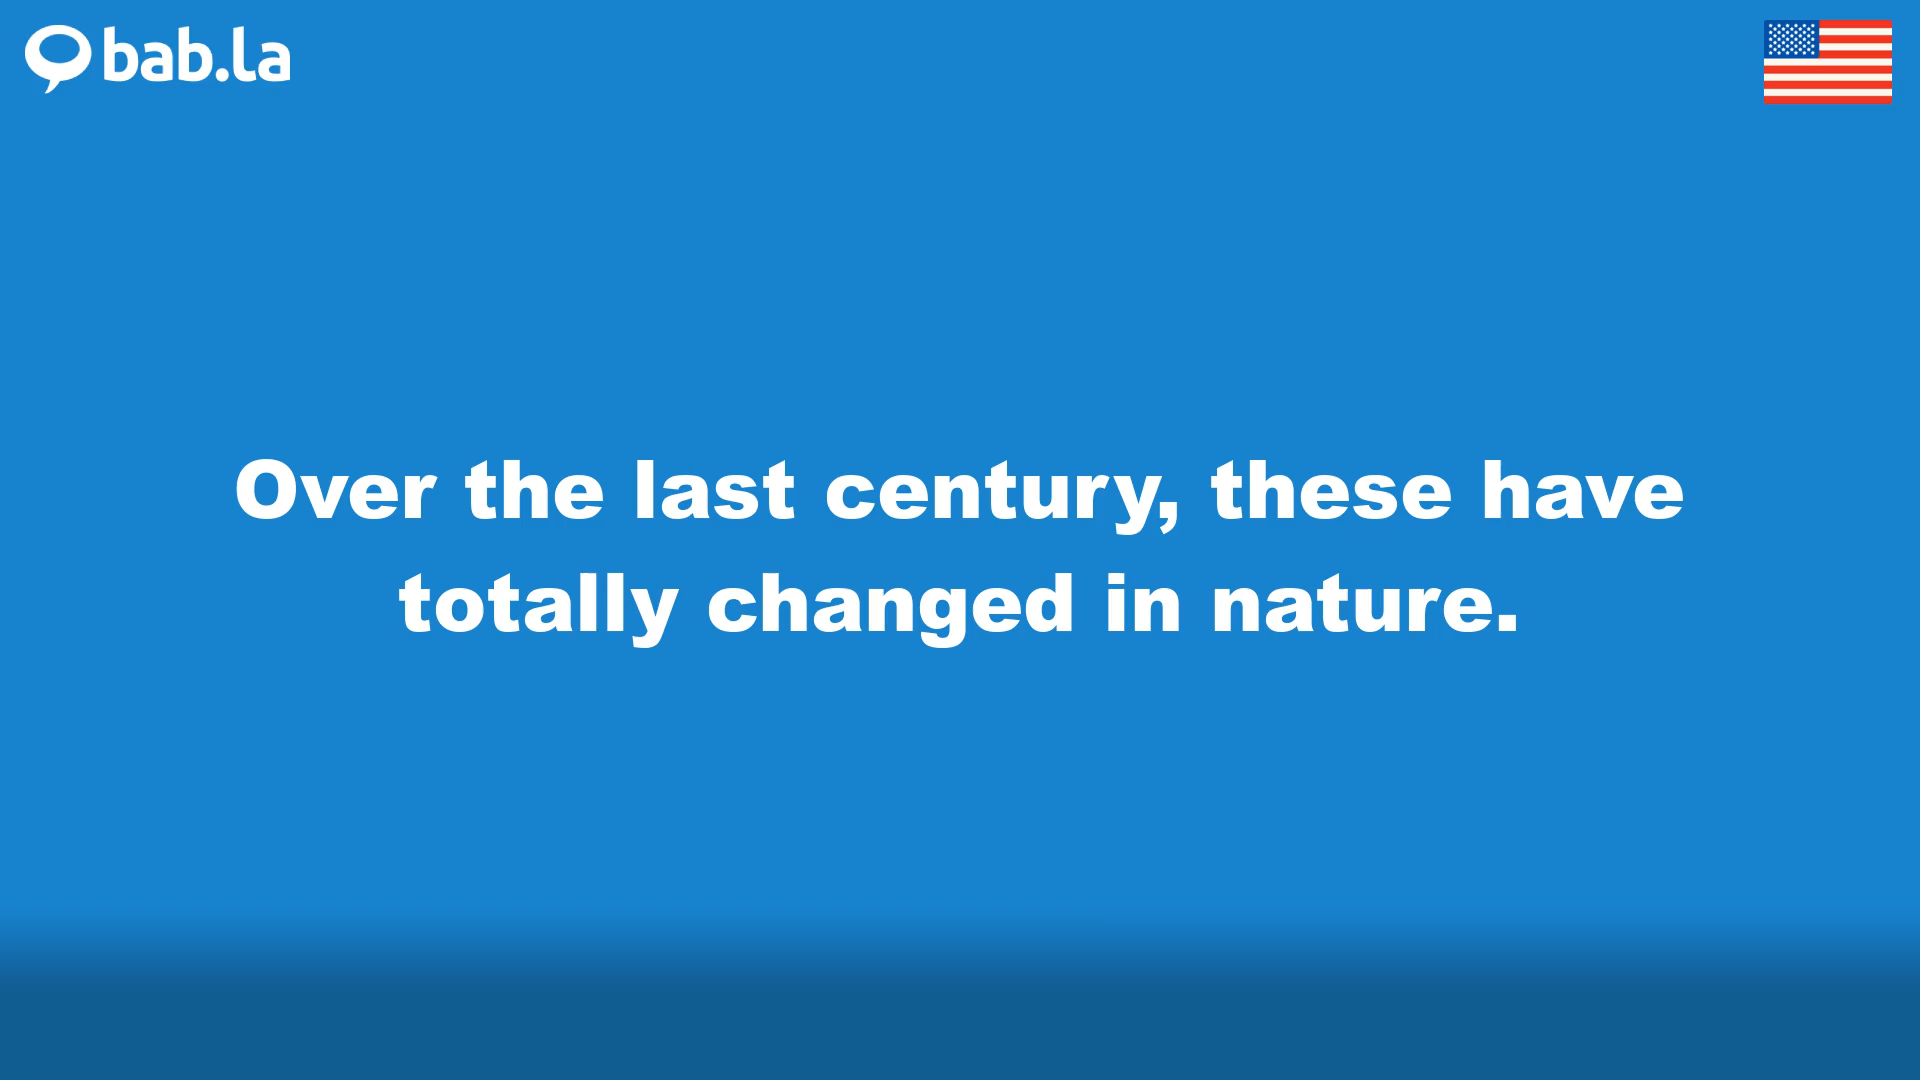 bab.la
Over the last century, these have
totally changed in nature.